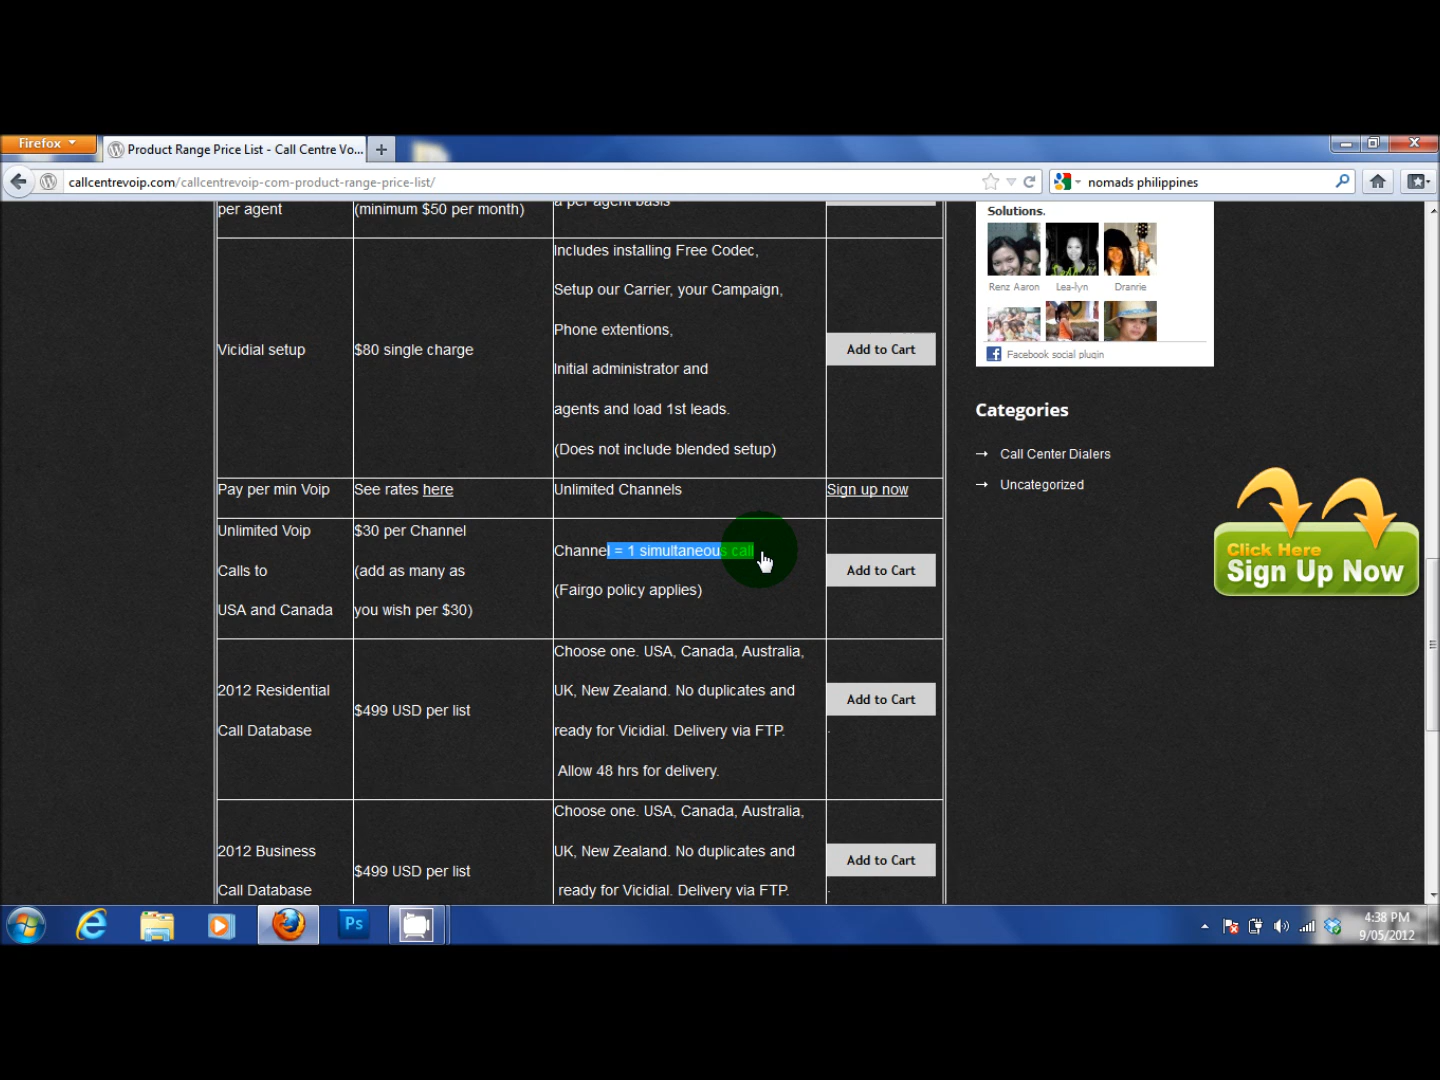 Firefox
Product Range Price List - Call Centre Vo...
callcentrevoip.com/callcentrevoip-com-product-range-price-list/
nomads philippines
per agent
(minimum $50 per month)
a per agent basis
Vicidial setup
$80 single charge
Includes installing Free Codec,
Setup our Carrier, your Campaign,
Phone extentions,
Initial administrator and
agents and load 1st leads.
(Does not include blended setup)
Add to Cart
Pay per min Voip
See rates here
Unlimited Channels
Sign up now
Unlimited Voip
Calls to
USA and Canada
$30 per Channel
(add as many as
you wish per $30)
Channel = 1 simultaneous call
(Fairgo policy applies)
Add to Cart
2012 Residential
Call Database
$499 USD per list
Choose one. USA, Canada, Australia,
UK, New Zealand. No duplicates and
ready for Vicidial. Delivery via FTP.
Allow 48 hrs for delivery.
Add to Cart
2012 Business
Call Database
$499 USD per list
Choose one. USA, Canada, Australia,
UK, New Zealand. No duplicates and
ready for Vicidial. Delivery via FTP.
Add to Cart
Solutions.
Renz Aaron
Lea-lyn
Dranrie
Facebook social plugin
Categories
→ Call Center Dialers
→ Uncategorized
Click Here
Sign Up Now
Ps
4:38 PM
9/05/2012